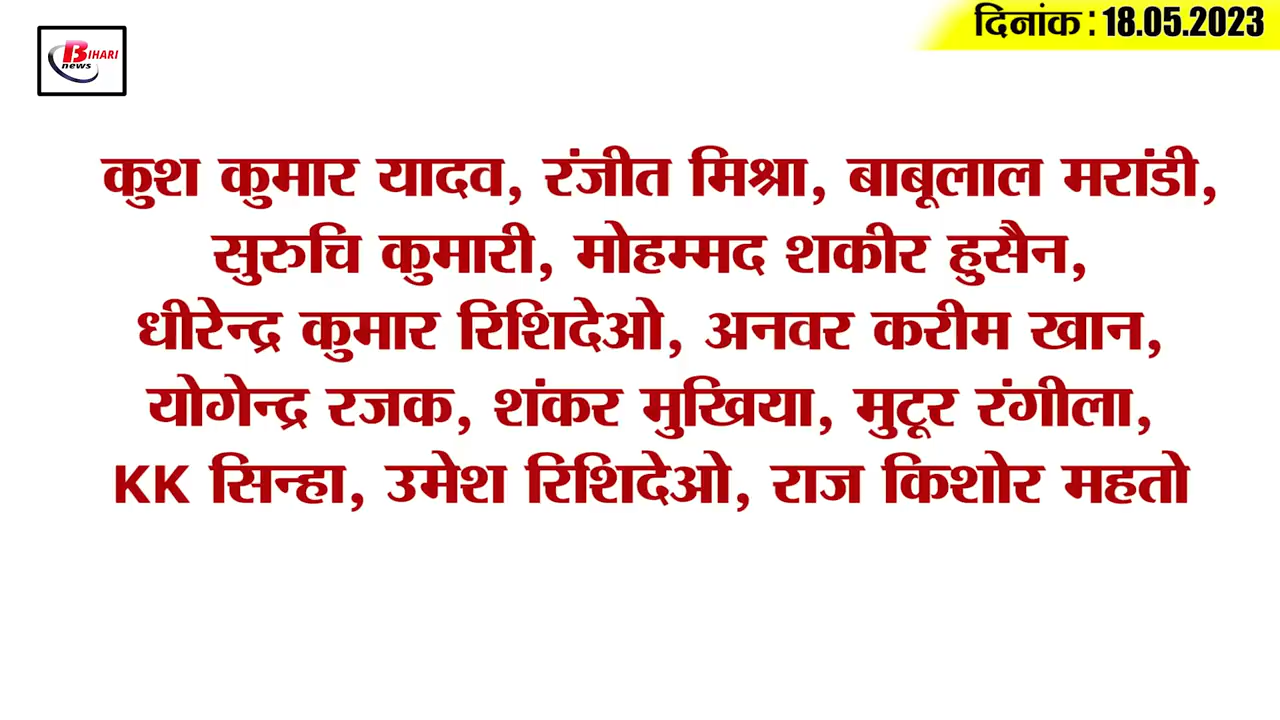 BIHARI
news
दिनांक : 18.05.2023
कुश कुमार यादव, रंजीत मिश्रा, बाबूलाल मरांडी,
सुरुचि कुमारी, मोहम्मद शकीर हुसैन,
धीरेन्द्र कुमार रिशिदेओ, अनवर करीम खान,
योगेन्द्र रजक, शंकर मुखिया, मुटूर रंगीला,
KK सिन्हा, उमेश रिशिदेओ, राज किशोर महतो